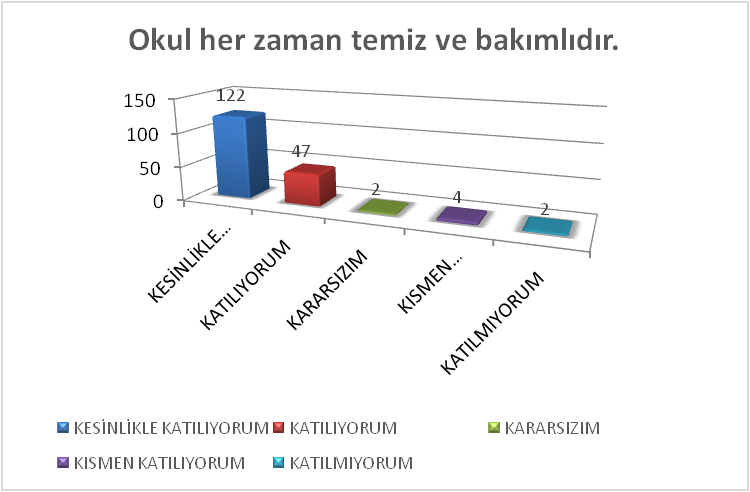 Okul her zaman temiz ve bakımlıdır.
150
100
50
0
122
47
2
4
2
KESİNLİKLE...
KATILIYORUM
KARARSIZIM
KISMEN...
KATILMIYORUM
KESİNLİKLE KATILIYORUM
KATILIYORUM
KARARSIZIM
KISMEN KATILIYORUM
KATILMIYORUM